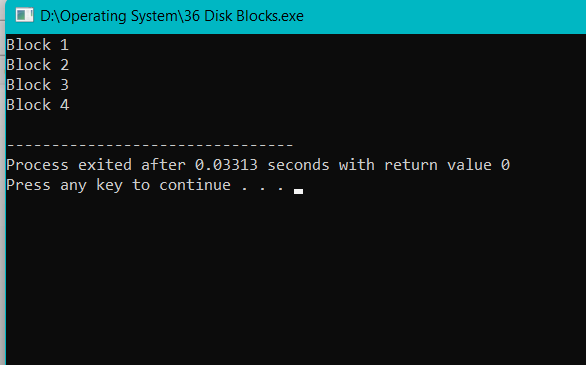 D:\Operating System\36 Disk Blocks.exe
Block 1
Block 2
Block 3
Block 4
--------------------------------
Process exited after 0.03313 seconds with return value 0
Press any key to continue . . .